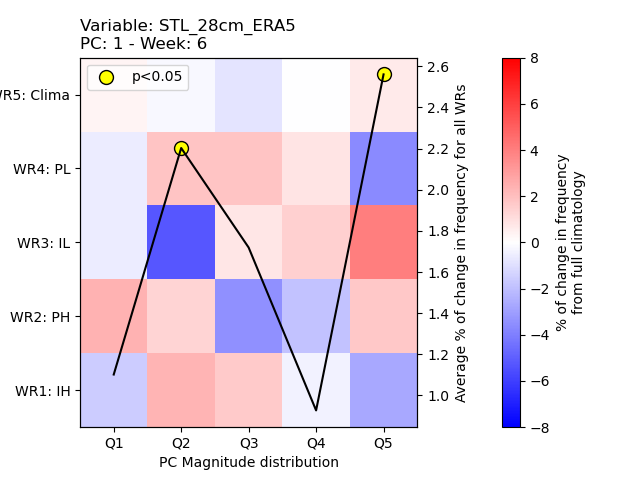 Variable: STL_28cm_ERA5
PC: 1 - Week: 6
p<0.05
WR5: Clima
WR4: PL
WR3: IL
WR2: PH
WR1: IH
Q1 Q2 Q3 Q4 Q5
PC Magnitude distribution
2.6
2.4
2.2
2.0
1.8
1.6
1.4
1.2
1.0
Average % of change in frequency for all WRs
8
6
4
2
0
−2
−4
−6
−8
% of change in frequency
from full climatology